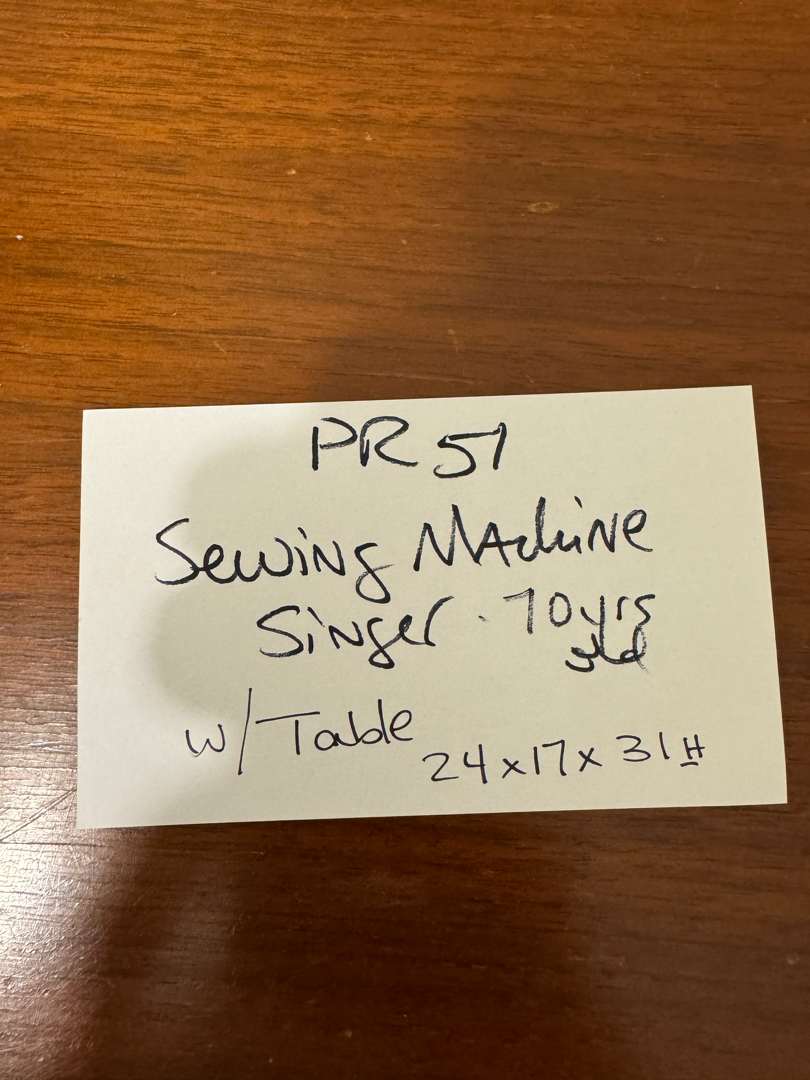 PR 51
Sewing Machine
Singer . 70 yrs
old
w/ Table
24 x 17 x 31 H